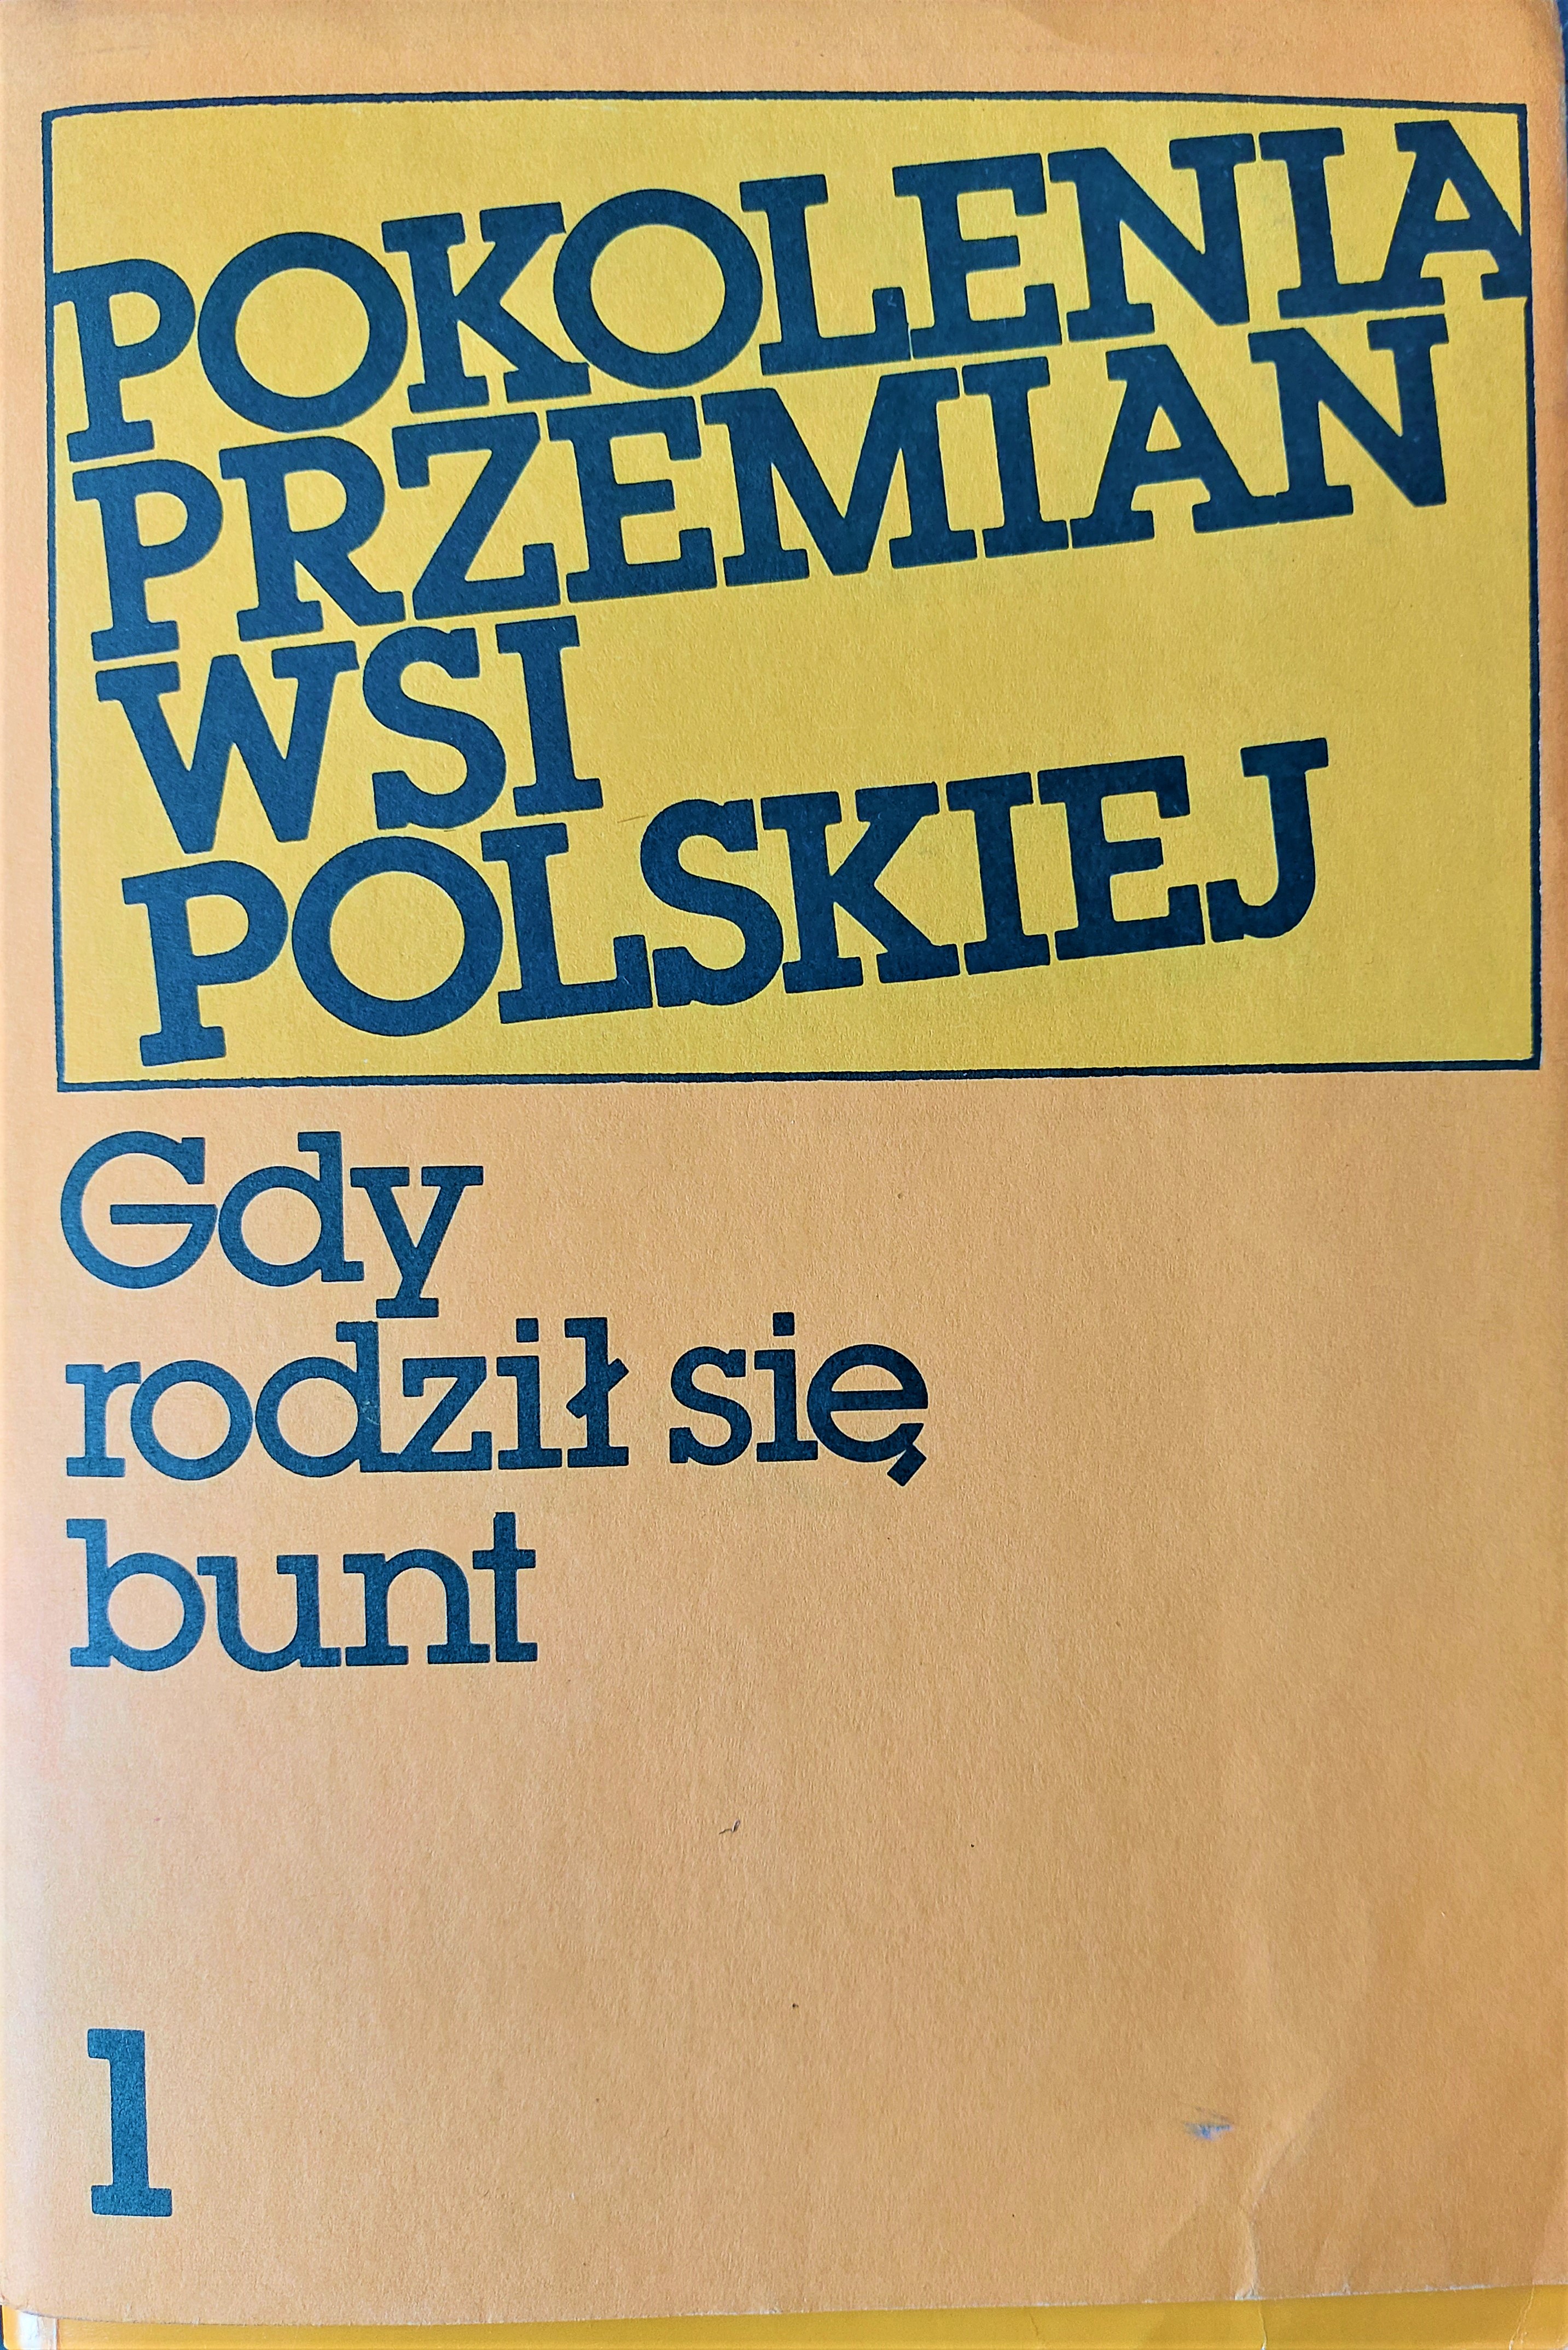 POKOLENIA
PRZEMIAN
WSI
POLSKIEJ
Gdy
rodził się
bunt
1